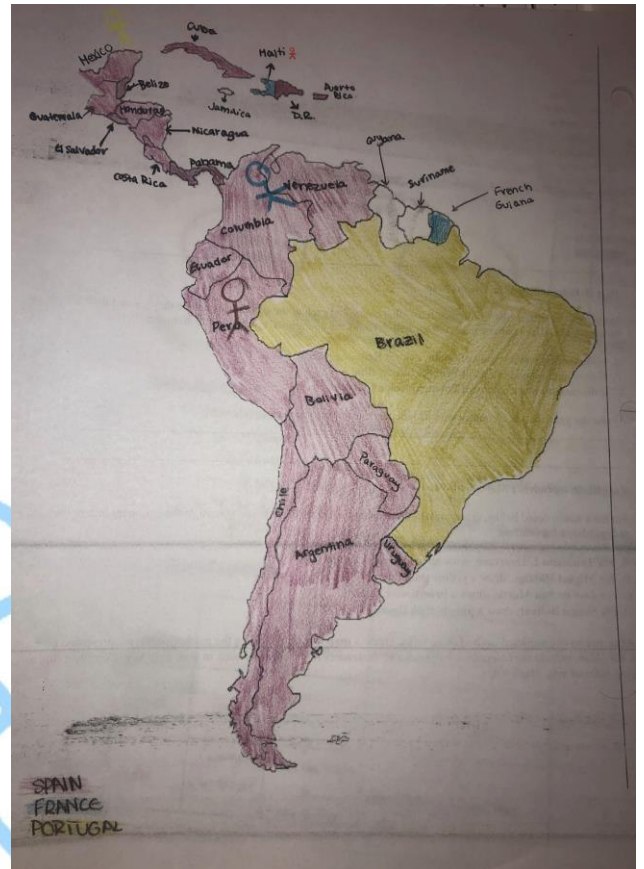 Cuba
Mexico
Haiti
Belize
Puerto
Rico
Guatemala
Honduras
Jamaica
D.R.
Nicaragua
El Salvador
Guyana
Costa Rica
Panama
Suriname
Venezuela
French
Guiana
Columbia
Ecuador
Peru
Brazil
Bolivia
Paraguay
Chile
Argentina
Uruguay
SPAIN
FRANCE
PORTUGAL